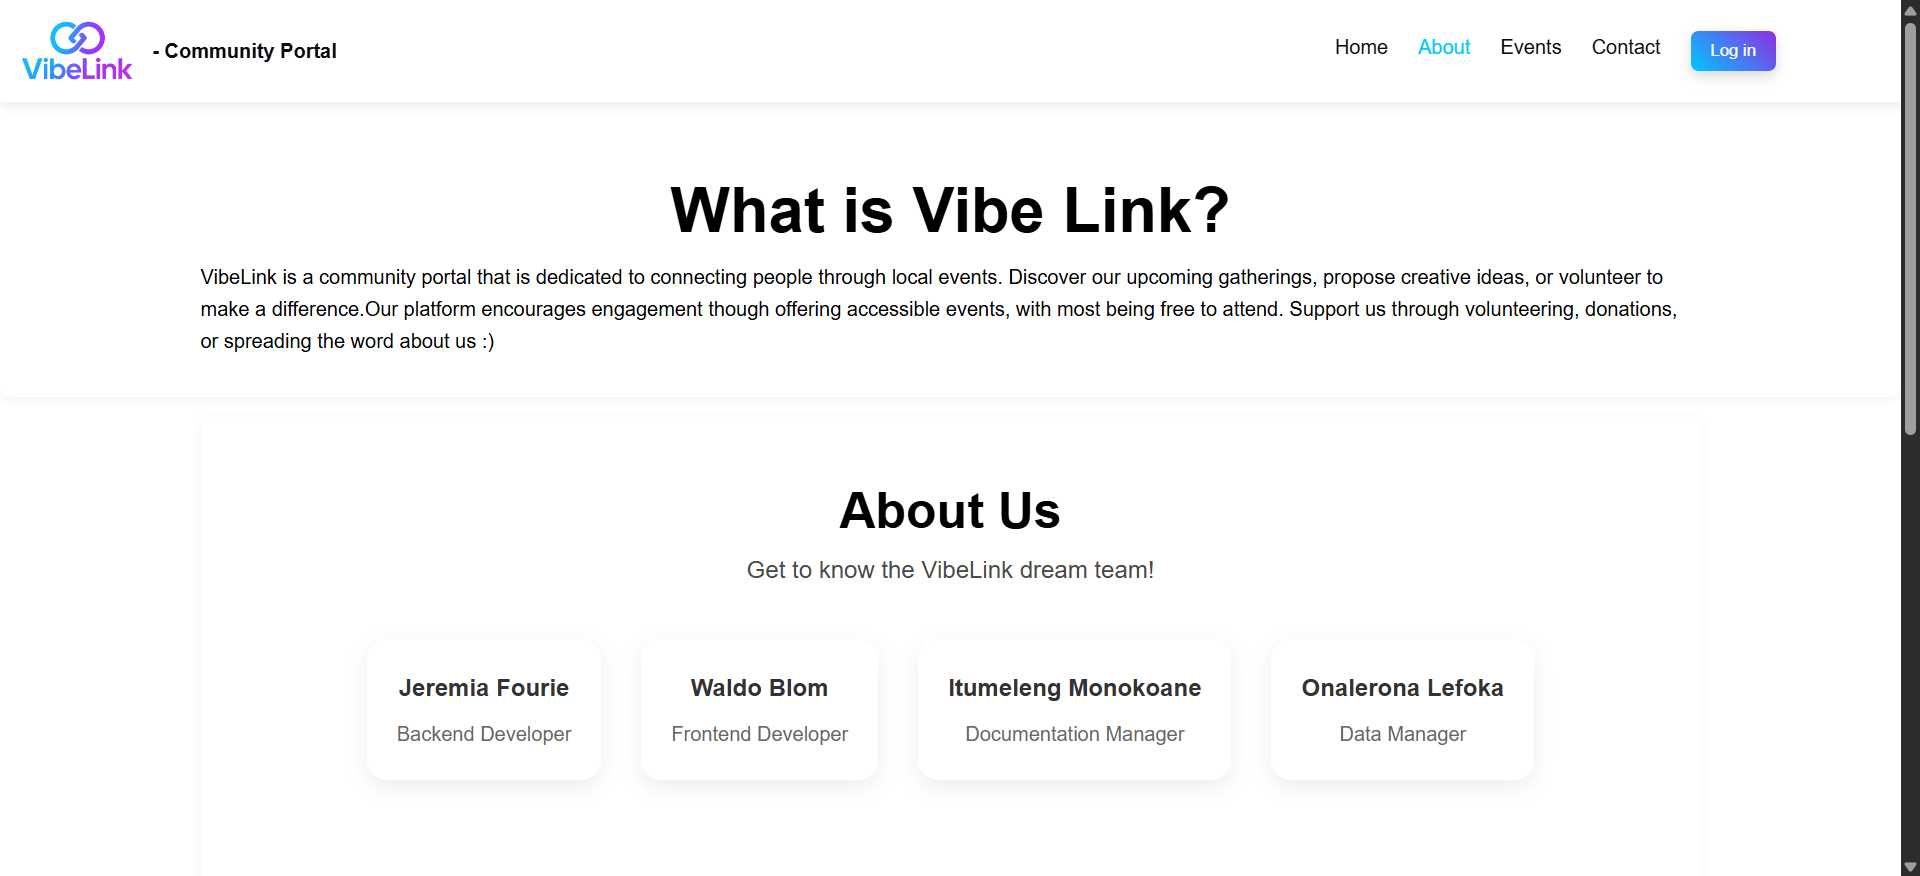 VibeLink
- Community Portal
Home About Events Contact Log in
What is Vibe Link?
VibeLink is a community portal that is dedicated to connecting people through local events. Discover our upcoming gatherings, propose creative ideas, or volunteer to
make a difference.Our platform encourages engagement though offering accessible events, with most being free to attend. Support us through volunteering, donations,
or spreading the word about us :)
About Us
Get to know the VibeLink dream team!
Jeremia Fourie
Backend Developer
Waldo Blom
Frontend Developer
Itumeleng Monokoane
Documentation Manager
Onalerona Lefoka
Data Manager